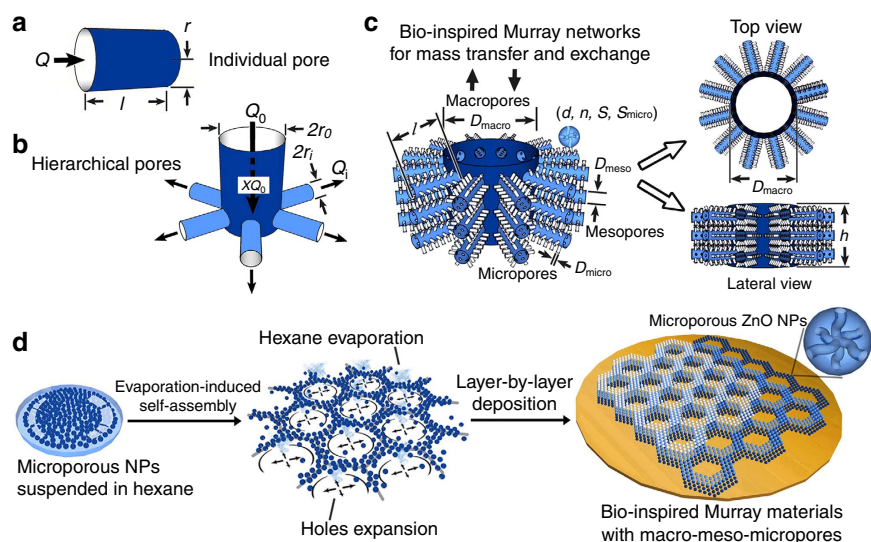 a
r
Q
Individual pore
l
Q0
b
2r0
2ri
Hierarchical pores
Qi
XQ0
c
Bio-inspired Murray networks
for mass transfer and exchange
Macropores
Dmacro
(d, n, S, Smicro)
l
Dmeso
Mesopores
Micropores
Dmicro
Top view
Dmacro
h
Lateral view
d
Hexane evaporation
Microporous ZnO NPs
Evaporation-induced
self-assembly
Layer-by-layer
deposition
Microporous NPs
suspended in hexane
Holes expansion
Bio-inspired Murray materials
with macro-meso-micropores